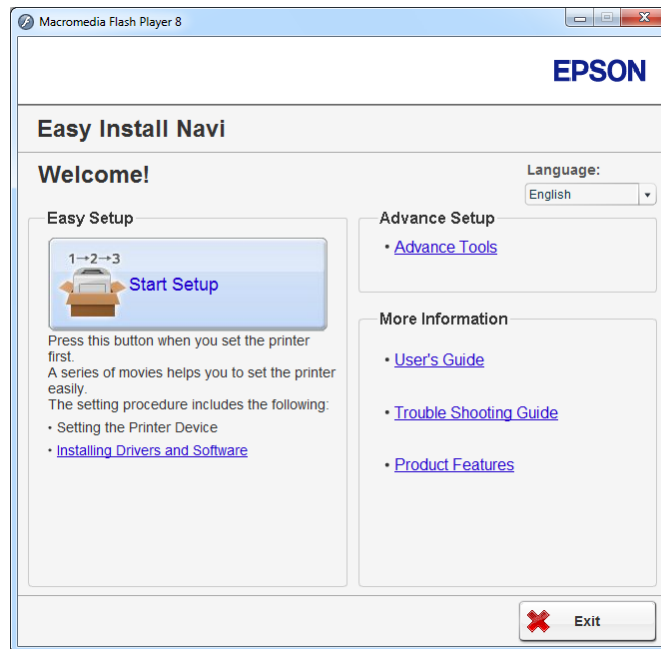 Macromedia Flash Player 8
EPSON
Easy Install Navi
Welcome!
Language:
English
Easy Setup
1→2→3
Start Setup
Press this button when you set the printer
first.
A series of movies helps you to set the printer
easily.
The setting procedure includes the following:
• Setting the Printer Device
• Installing Drivers and Software
Advance Setup
• Advance Tools
More Information
• User's Guide
• Trouble Shooting Guide
• Product Features
Exit